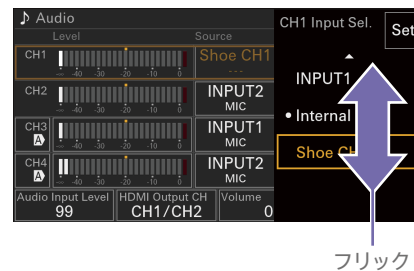 ♪ Audio
Level Source
CH1 Shoe CH1
---
-∞ -40 -30 -20 -10 0
CH2 INPUT2
MIC
-∞ -40 -30 -20 -10 0
CH3 INPUT1
A MIC
-∞ -40 -30 -20 -10 0
CH4 INPUT2
A MIC
-∞ -40 -30 -20 -10 0
Audio Input Level HDMI Output CH Volume
99 CH1/CH2 0
CH1 Input Sel. Set
INPUT1
• Internal
Shoe
フリック